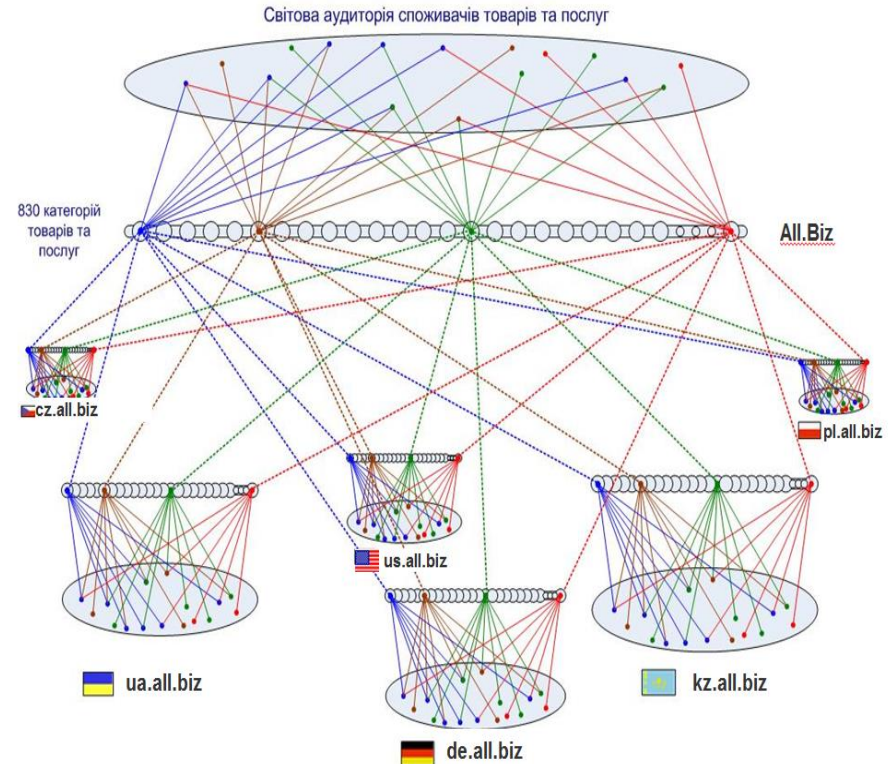 Світова аудиторія споживачів товарів та послуг
830 категорій
товарів та
послуг
All.Biz
cz.all.biz
pl.all.biz
us.all.biz
ua.all.biz
kz.all.biz
de.all.biz